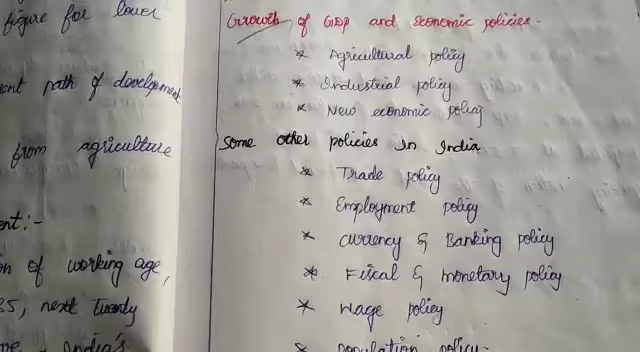 figure for lower
path of development
from agriculture
ent:-
of working age,
35, next twenty
India's
Growth of GDP and economic policies-
* Agricultural policy
* Industrial policy
* New economic policy
Some other policies in India
* Trade policy
* Employment policy
* Currency & Banking policy
* Fiscal & monetary policy
* Wage policy
* population policy-